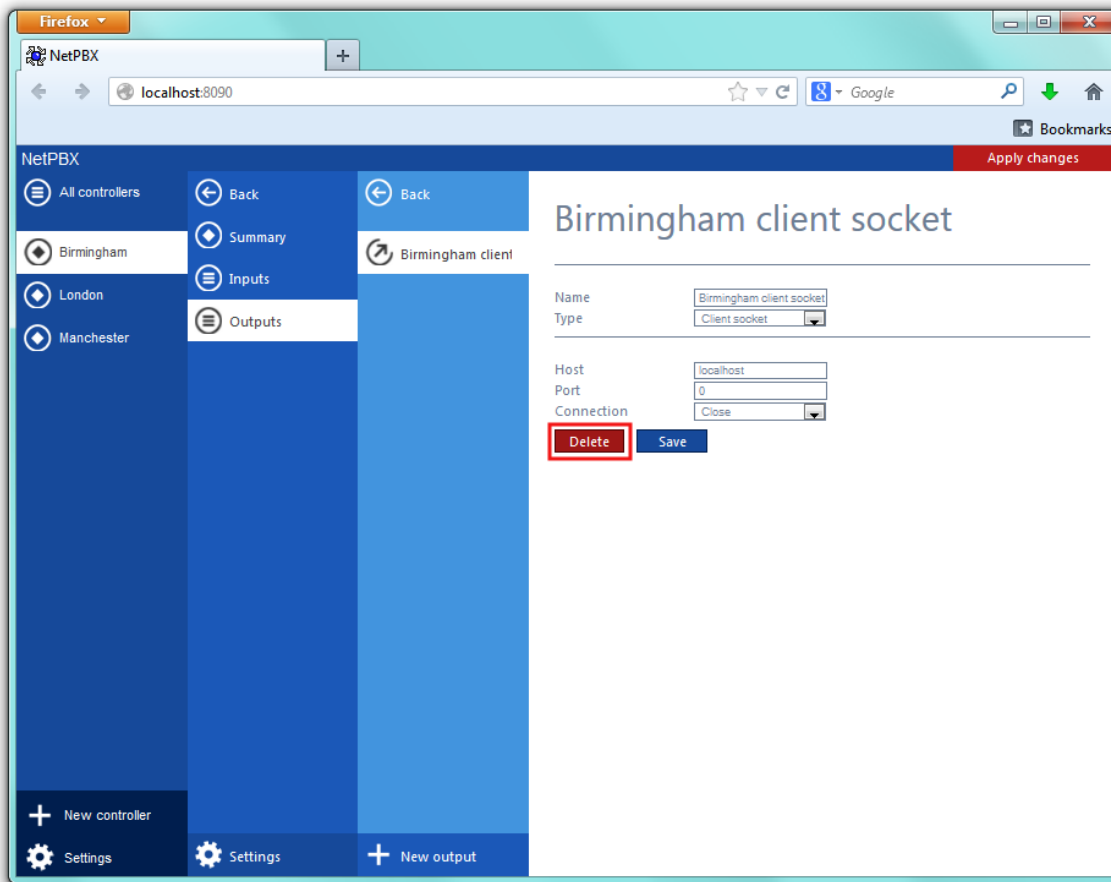 Firefox
NetPBX
localhost:8090
Google
Bookmarks
NetPBX
Apply changes
All controllers
Birmingham
London
Manchester
New controller
Settings
Back
Summary
Inputs
Outputs
Settings
Back
Birmingham client
New output
Birmingham client socket
Name Birmingham client socket
Type Client socket
Host localhost
Port 0
Connection Close
Delete Save